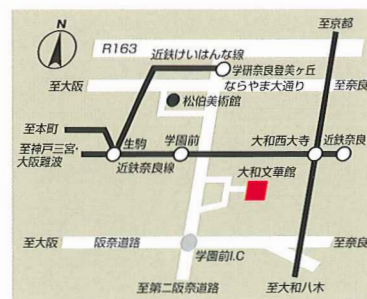 N
至京都
R163
近鉄けいはんな線
学研奈良登美ヶ丘
至大阪
ならやま大通り
至奈良
松伯美術館
至本町
生駒
学園前
大和西大寺
近鉄奈良
至神戸三宮・
大阪難波
近鉄奈良線
大和文華館
至大阪
阪奈道路
至奈良
学園前I.C
至第二阪奈道路
至大和八木